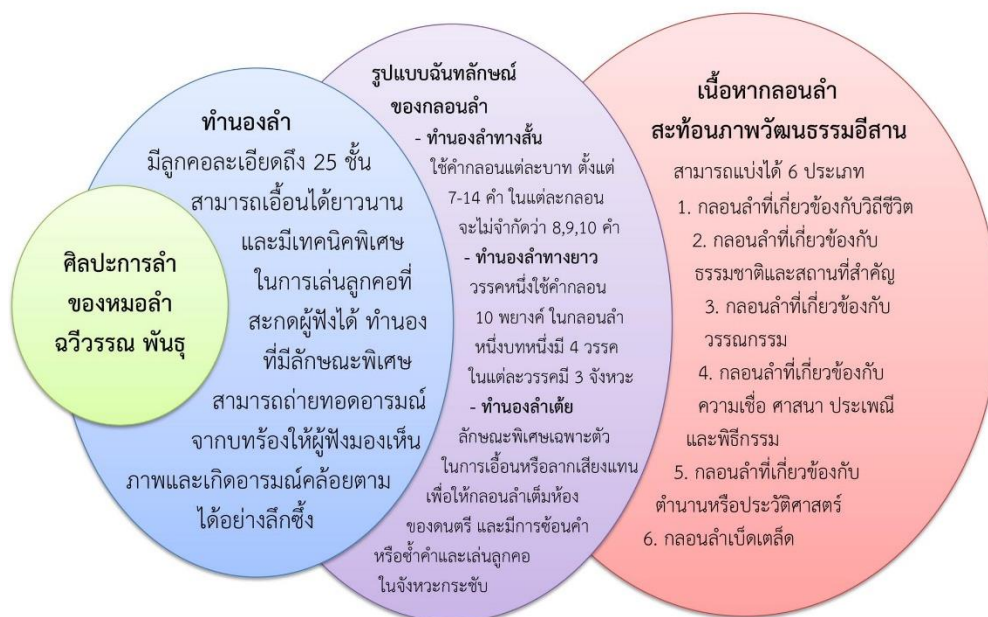 ศิลปะการลำ
ของหมอลำ
ฉวีวรรณ พันธุ
ทำนองลำ
มีลูกคอละเอียดถึง 25 ชั้น
สามารถเอื้อนได้ยาวนาน
และมีเทคนิคพิเศษ
ในการเล่นลูกคอที่
สะกดผู้ฟังได้ ทำนอง
ที่มีลักษณะพิเศษ
สามารถถ่ายทอดอารมณ์
จากบทร้องให้ผู้ฟังมองเห็น
ภาพและเกิดอารมณ์คล้อยตาม
ได้อย่างลึกซึ้ง
รูปแบบฉันทลักษณ์
ของกลอนลำ
- ทำนองลำทางสั้น
ใช้คำกลอนแต่ละบาท ตั้งแต่
7-14 คำ ในแต่ละกลอน
จะไม่จำกัดว่า 8,9,10 คำ
- ทำนองลำทางยาว
วรรคหนึ่งใช้คำกลอน
10 พยางค์ ในกลอนลำ
หนึ่งบทหนึ่งมี 4 วรรค
ในแต่ละวรรคมี 3 จังหวะ
- ทำนองลำเต้ย
ลักษณะพิเศษเฉพาะตัว
ในการเอื้อนหรือลากเสียงแทน
เพื่อให้กลอนลำเต็มห้อง
ของดนตรี และมีการซ้อนคำ
หรือซ้ำคำและเล่นลูกคอ
ในจังหวะกระชับ
เนื้อหากลอนลำ
สะท้อนภาพวัฒนธรรมอีสาน
สามารถแบ่งได้ 6 ประเภท
1. กลอนลำที่เกี่ยวข้องกับวิถีชีวิต
2. กลอนลำที่เกี่ยวข้องกับ
ธรรมชาติและสถานที่สำคัญ
3. กลอนลำที่เกี่ยวข้องกับ
วรรณกรรม
4. กลอนลำที่เกี่ยวข้องกับ
ความเชื่อ ศาสนา ประเพณี
และพิธีกรรม
5. กลอนลำที่เกี่ยวข้องกับ
ตำนานหรือประวัติศาสตร์
6. กลอนลำเบ็ดเตล็ด